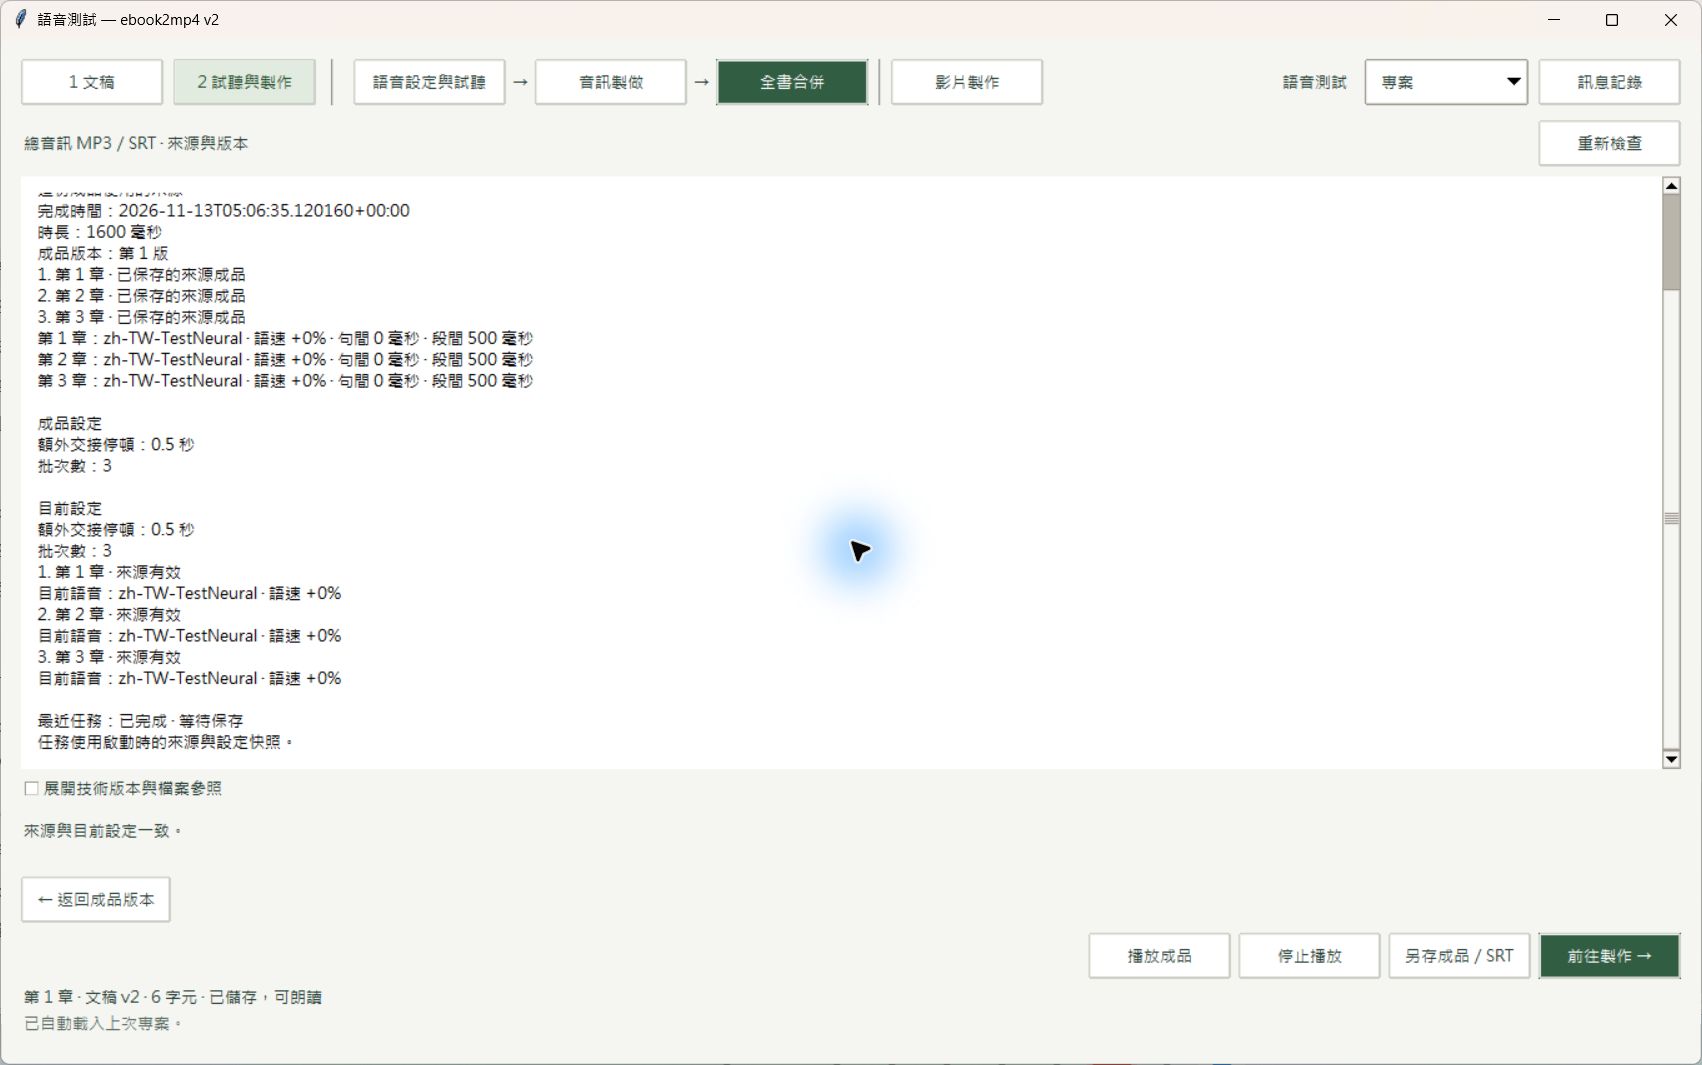 語音測試 — ebook2mp4 v2
1 文稿
2 試聽與製作
語音設定與試聽
→
音訊製做
→
全書合併
影片製作
語音測試
專案
訊息記錄
總音訊 MP3 / SRT · 來源與版本
重新檢查
完成時間：2026-11-13T05:06:35.120160+00:00
時長：1600 毫秒
成品版本：第 1 版
1. 第 1 章 · 已保存的來源成品
2. 第 2 章 · 已保存的來源成品
3. 第 3 章 · 已保存的來源成品
第 1 章：zh-TW-TestNeural · 語速 +0% · 句間 0 毫秒 · 段間 500 毫秒
第 2 章：zh-TW-TestNeural · 語速 +0% · 句間 0 毫秒 · 段間 500 毫秒
第 3 章：zh-TW-TestNeural · 語速 +0% · 句間 0 毫秒 · 段間 500 毫秒
成品設定
額外交接停頓：0.5 秒
批次數：3
目前設定
額外交接停頓：0.5 秒
批次數：3
1. 第 1 章 · 來源有效
目前語音：zh-TW-TestNeural · 語速 +0%
2. 第 2 章 · 來源有效
目前語音：zh-TW-TestNeural · 語速 +0%
3. 第 3 章 · 來源有效
目前語音：zh-TW-TestNeural · 語速 +0%
最近任務：已完成 · 等待保存
任務使用啟動時的來源與設定快照。
展開技術版本與檔案參照
來源與目前設定一致。
← 返回成品版本
播放成品
停止播放
另存成品 / SRT
前往製作 →
第 1 章 · 文稿 v2 · 6 字元 · 已儲存，可朗讀
已自動載入上次專案。